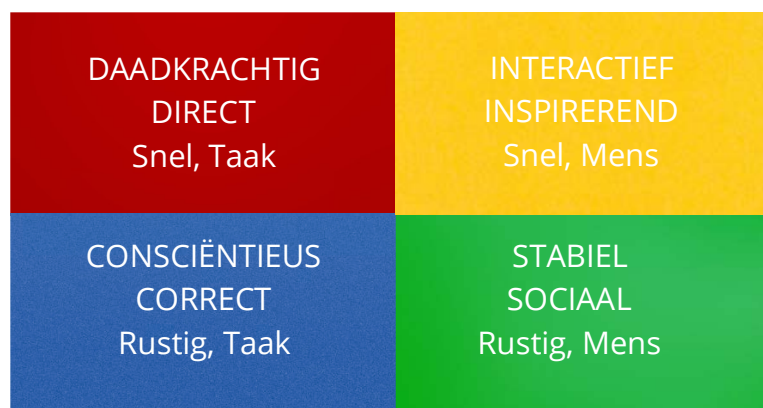 DAADKRACHTIG
DIRECT
Snel, Taak
INTERACTIEF
INSPIREREND
Snel, Mens
CONSCIËNTIEUS
CORRECT
Rustig, Taak
STABIEL
SOCIAAL
Rustig, Mens